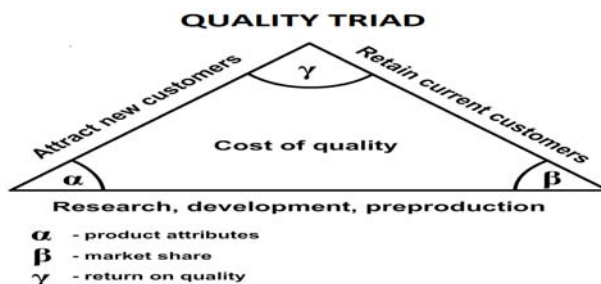 QUALITY TRIAD
Attract new customers
Retain current customers
γ
Cost of quality
α
β
Research, development, preproduction
α - product attributes
β - market share
γ - return on quality